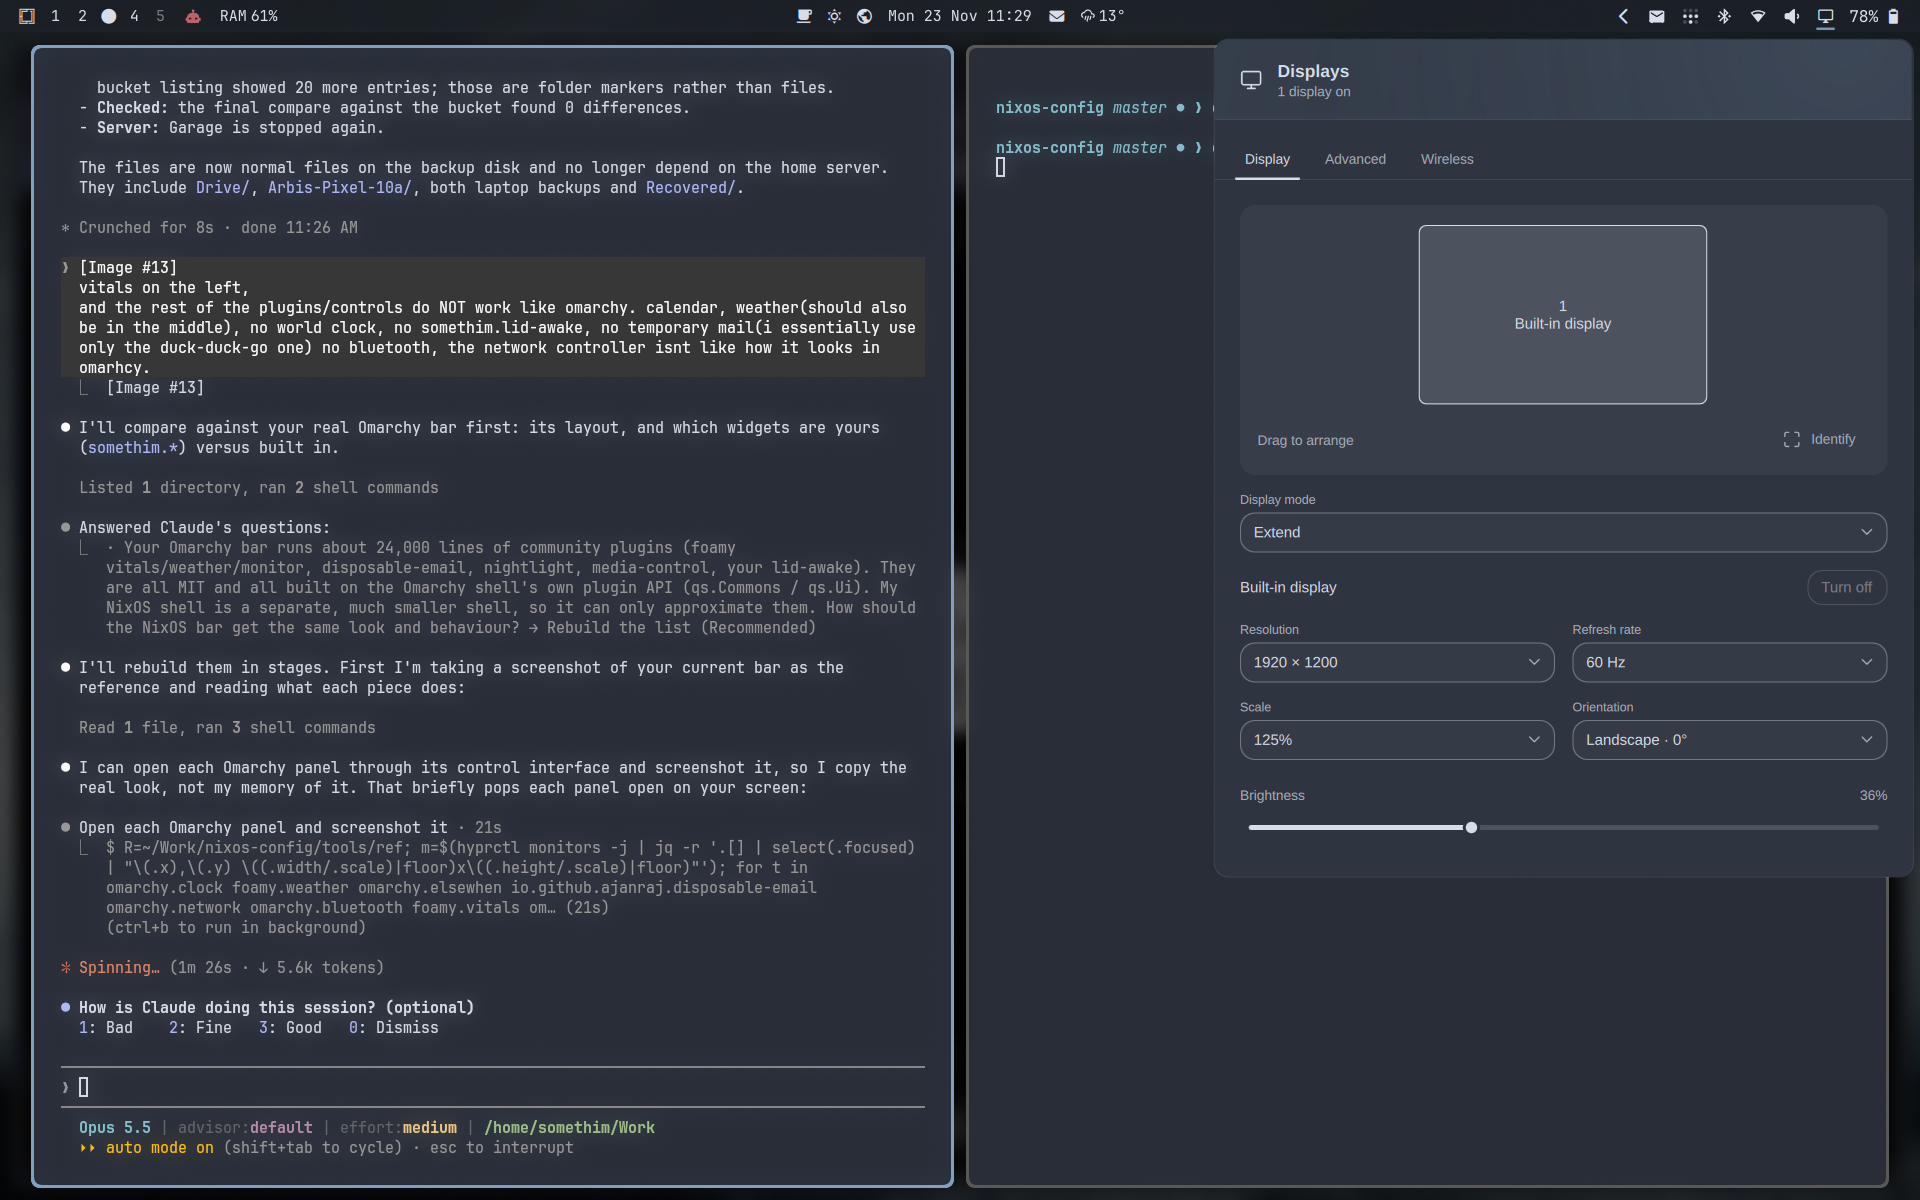 1 2 4 5 RAM 61% Mon 23 Nov 11:29 13° 78%
bucket listing showed 20 more entries; those are folder markers rather than files.
- Checked: the final compare against the bucket found 0 differences.
- Server: Garage is stopped again.
The files are now normal files on the backup disk and no longer depend on the home server.
They include Drive/, Arbis-Pixel-10a/, both laptop backups and Recovered/.
* Crunched for 8s · done 11:26 AM
❯ [Image #13]
vitals on the left,
and the rest of the plugins/controls do NOT work like omarchy. calendar, weather(should also
be in the middle), no world clock, no somethim.lid-awake, no temporary mail(i essentially use
only the duck-duck-go one) no bluetooth, the network controller isnt like how it looks in
omarhcy.
⎿ [Image #13]
● I'll compare against your real Omarchy bar first: its layout, and which widgets are yours
(somethim.*) versus built in.
Listed 1 directory, ran 2 shell commands
● Answered Claude's questions:
⎿ · Your Omarchy bar runs about 24,000 lines of community plugins (foamy
vitals/weather/monitor, disposable-email, nightlight, media-control, your lid-awake). They
are all MIT and all built on the Omarchy shell's own plugin API (qs.Commons / qs.Ui). My
NixOS shell is a separate, much smaller shell, so it can only approximate them. How should
the NixOS bar get the same look and behaviour? → Rebuild the list (Recommended)
● I'll rebuild them in stages. First I'm taking a screenshot of your current bar as the
reference and reading what each piece does:
Read 1 file, ran 3 shell commands
● I can open each Omarchy panel through its control interface and screenshot it, so I copy the
real look, not my memory of it. That briefly pops each panel open on your screen:
● Open each Omarchy panel and screenshot it · 21s
⎿ $ R=~/Work/nixos-config/tools/ref; m=$(hyprctl monitors -j | jq -r '.[] | select(.focused)
| "\(.x),\(.y) \((.width/.scale)|floor)x\((.height/.scale)|floor)"'); for t in
omarchy.clock foamy.weather omarchy.elsewhen io.github.ajanraj.disposable-email
omarchy.network omarchy.bluetooth foamy.vitals om… (21s)
(ctrl+b to run in background)
* Spinning… (1m 26s · ↓ 5.6k tokens)
● How is Claude doing this session? (optional)
1: Bad 2: Fine 3: Good 0: Dismiss
❯
Opus 5.5 | advisor:default | effort:medium | /home/somethim/Work
⏵⏵ auto mode on (shift+tab to cycle) · esc to interrupt
nixos-config master ● ❯
nixos-config master ● ❯
Displays
1 display on
Display Advanced Wireless
1
Built-in display
Drag to arrange Identify
Display mode
Extend
Built-in display Turn off
Resolution Refresh rate
1920 × 1200 60 Hz
Scale Orientation
125% Landscape · 0°
Brightness 36%